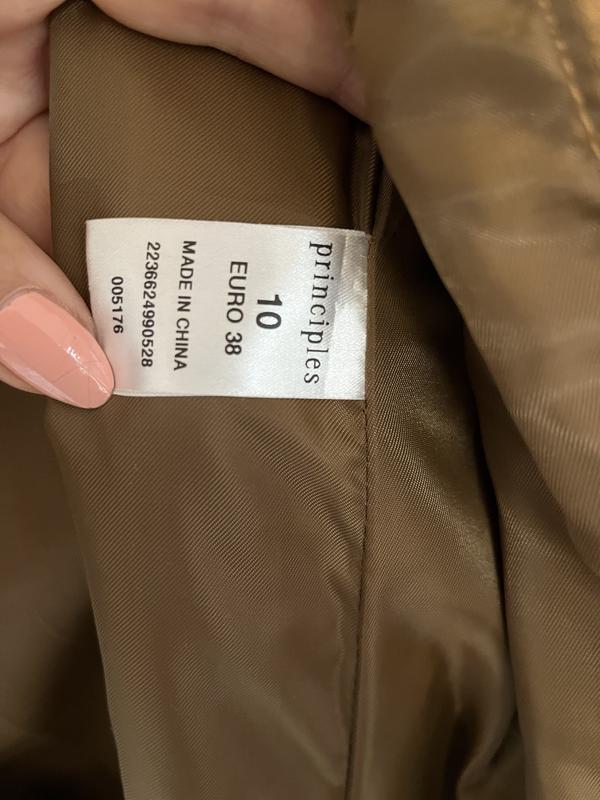 principles
10
EURO 38
MADE IN CHINA
2236624990528
005176